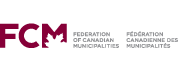 FCM
FEDERATION
OF CANADIAN
MUNICIPALITIES
FÉDÉRATION
CANADIENNE DES
MUNICIPALITÉS